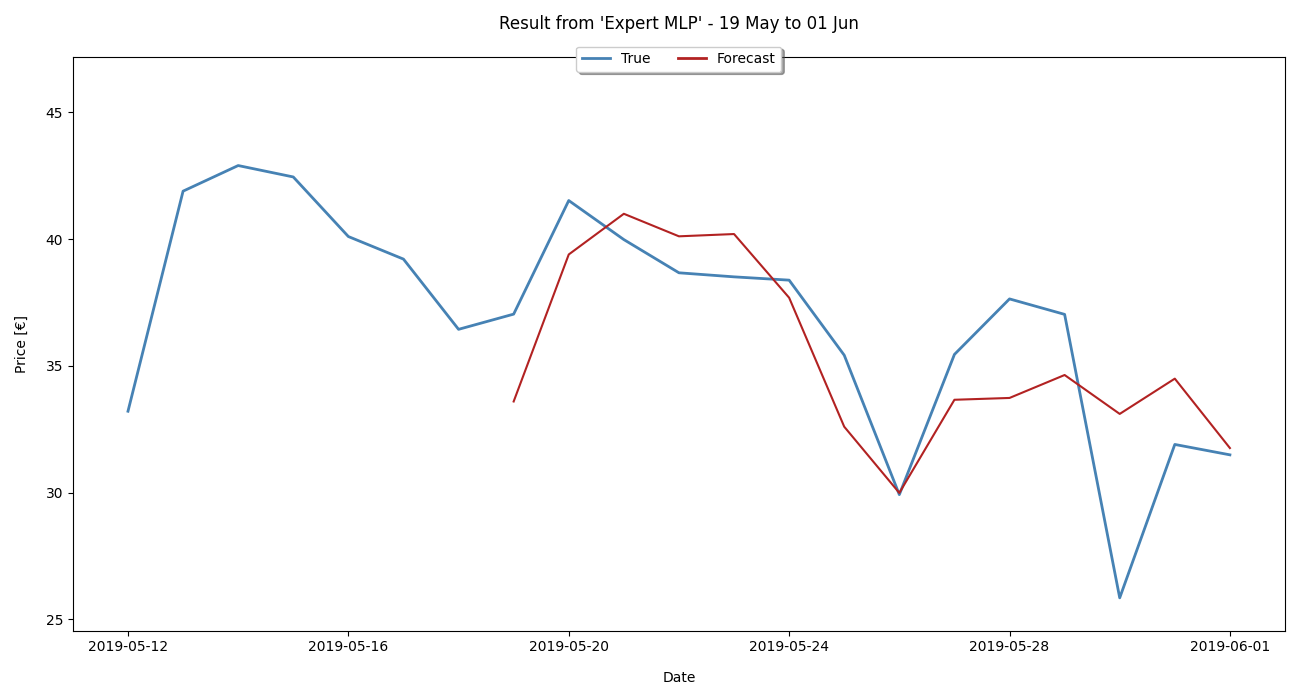 Result from 'Expert MLP' - 19 May to 01 Jun
True
Forecast
45
40
35
30
25
Price [€]
2019-05-12
2019-05-16
2019-05-20
2019-05-24
2019-05-28
2019-06-01
Date